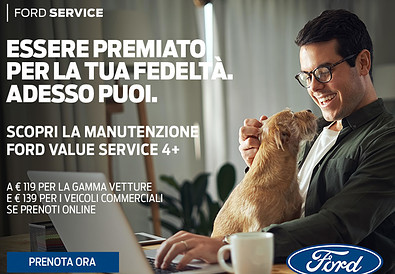 FORD SERVICE
ESSERE PREMIATO
PER LA TUA FEDELTÀ.
ADESSO PUOI.
SCOPRI LA MANUTENZIONE
FORD VALUE SERVICE 4+
A € 119 PER LA GAMMA VETTURE
E € 139 PER I VEICOLI COMMERCIALI
SE PRENOTI ONLINE
PRENOTA ORA
Ford